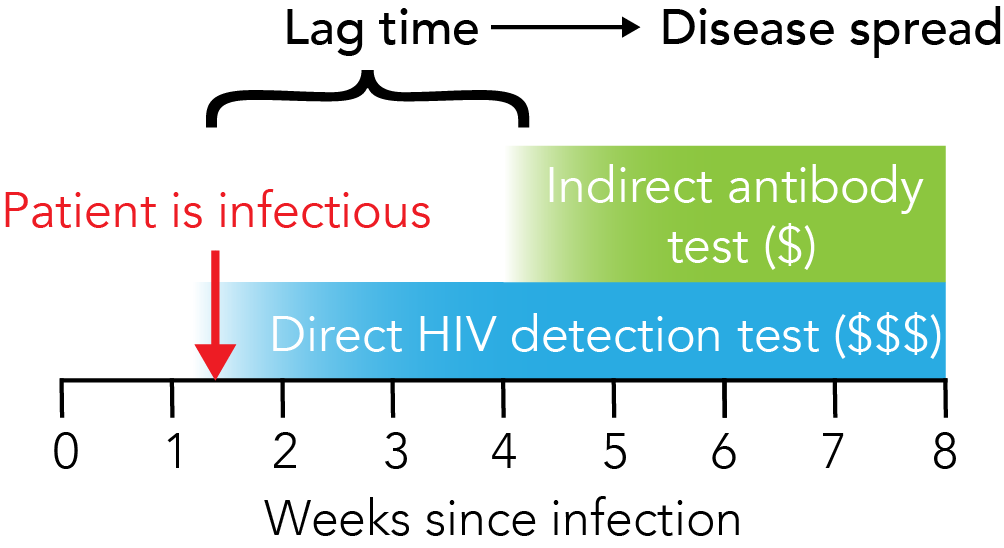 Lag time → Disease spread
Patient is infectious
Indirect antibody
test ($)
Direct HIV detection test ($$$)
0 1 2 3 4 5 6 7 8
Weeks since infection